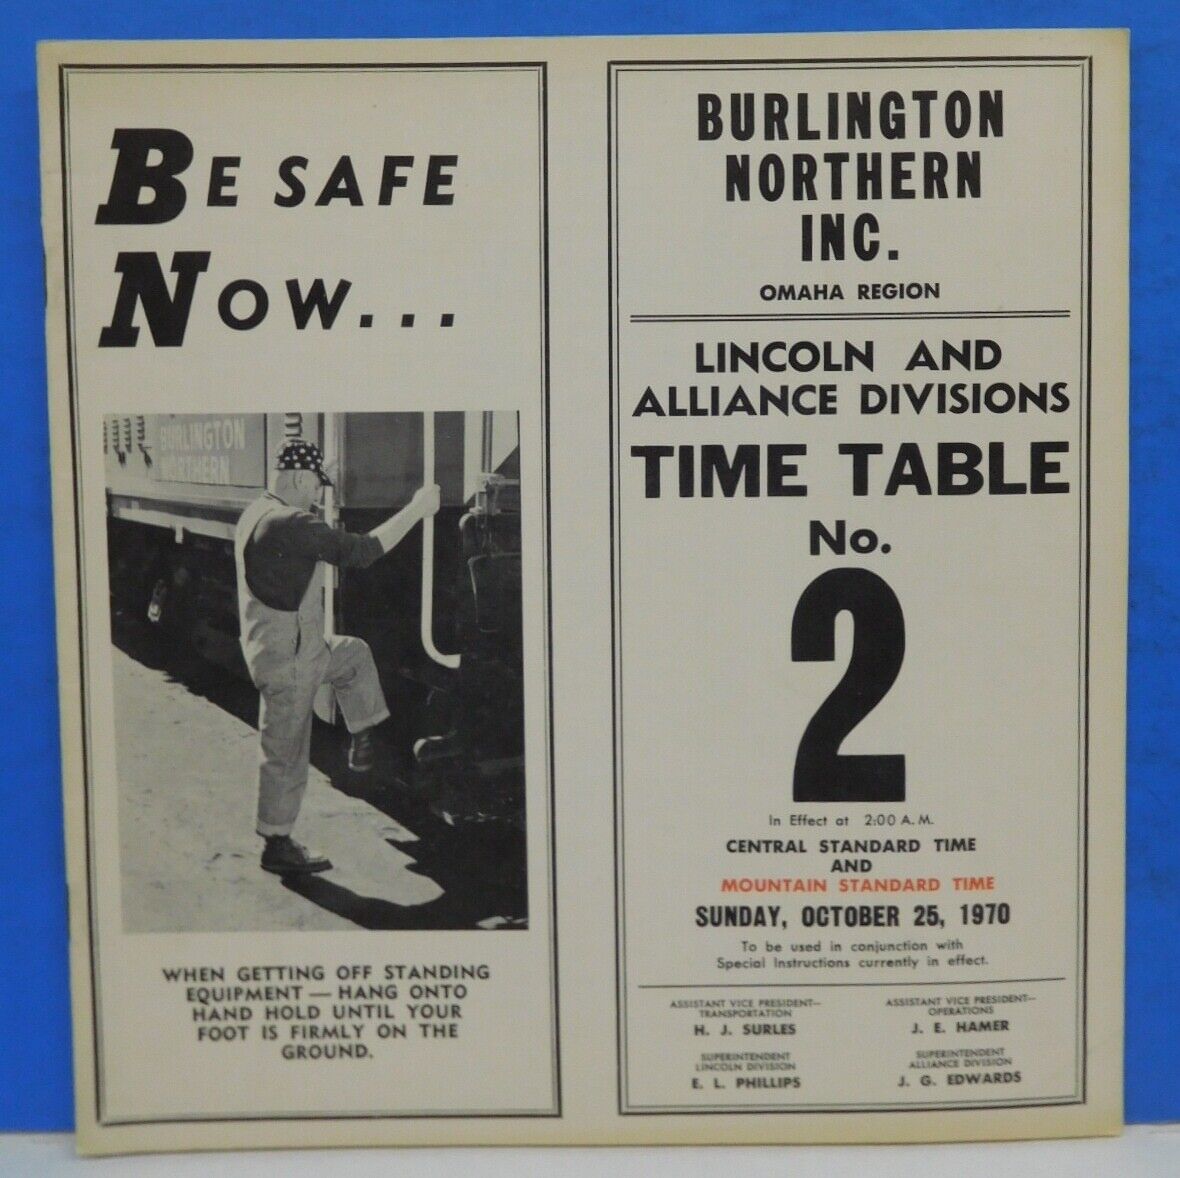 BE SAFE
NOW...
BURLINGTON
NORTHERN
WHEN GETTING OFF STANDING
EQUIPMENT — HANG ONTO
HAND HOLD UNTIL YOUR
FOOT IS FIRMLY ON THE
GROUND.
BURLINGTON
NORTHERN
INC.
OMAHA REGION
LINCOLN AND
ALLIANCE DIVISIONS
TIME TABLE
No.
2
In Effect at 2:00 A.M.
CENTRAL STANDARD TIME
AND
MOUNTAIN STANDARD TIME
SUNDAY, OCTOBER 25, 1970
To be used in conjunction with
Special Instructions currently in effect.
ASSISTANT VICE PRESIDENT—
TRANSPORTATION
H. J. SURLES
ASSISTANT VICE PRESIDENT—
OPERATIONS
J. E. HAMER
SUPERINTENDENT
LINCOLN DIVISION
E. L. PHILLIPS
SUPERINTENDENT
ALLIANCE DIVISION
J. G. EDWARDS